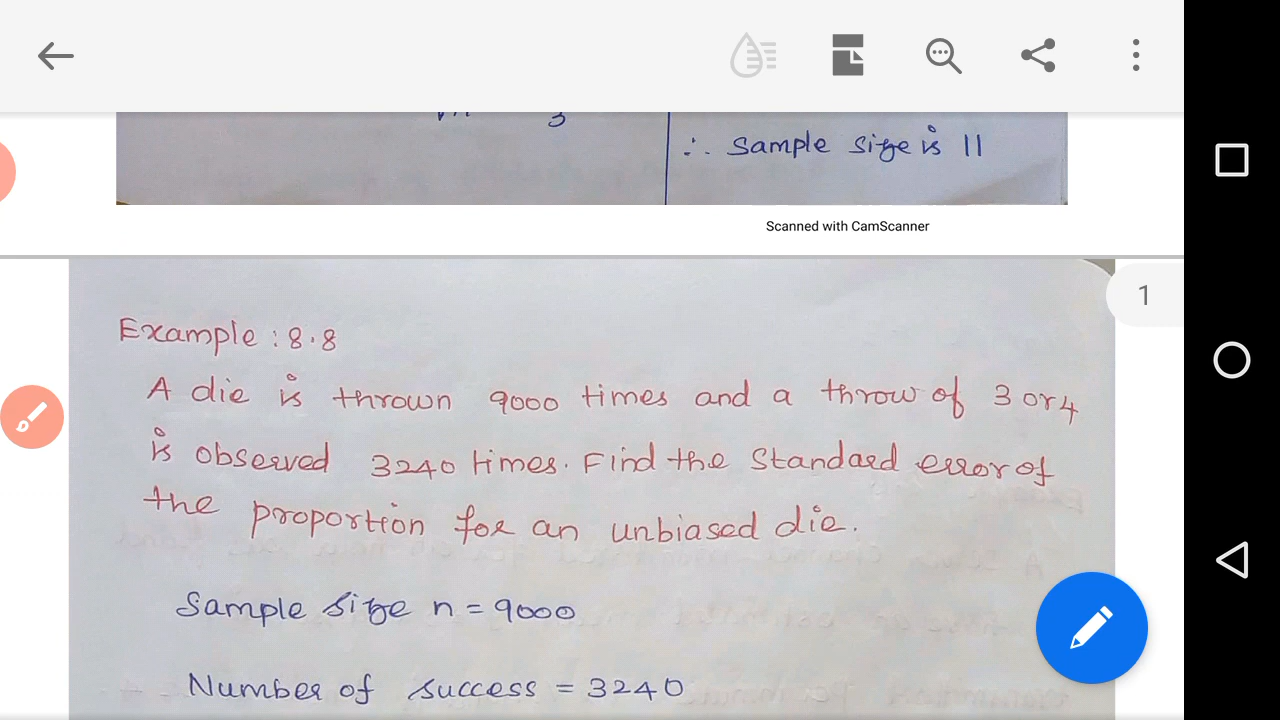 ∴ Sample size is 11
Scanned with CamScanner
1
Example : 8.8
A die is thrown 9000 times and a throw of 3 or 4
is observed 3240 times. Find the Standard error of
the proportion for an unbiased die.
Sample size n = 9000
Number of success = 3240